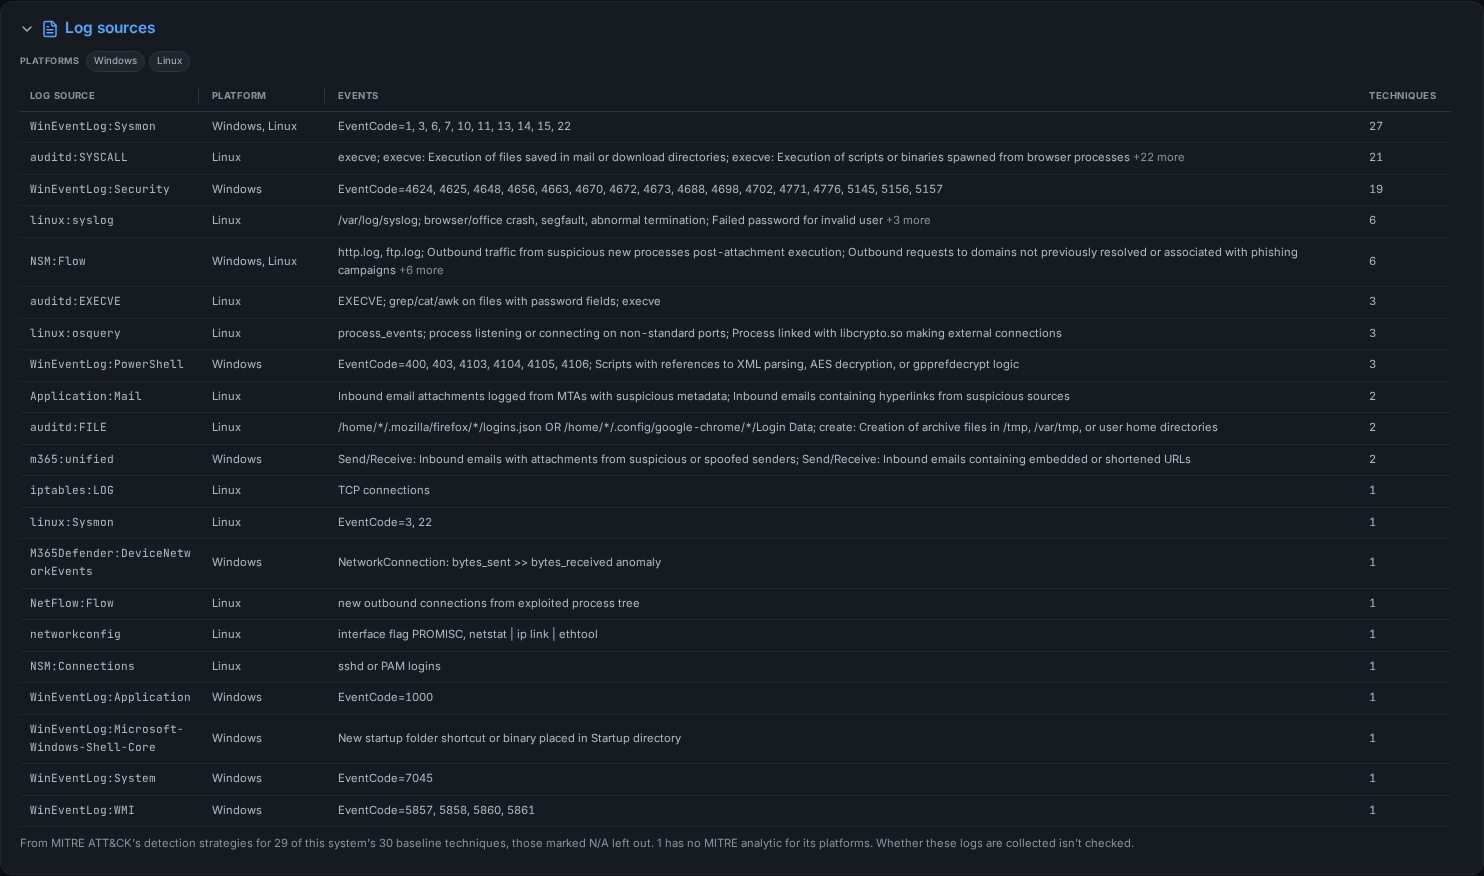 Log sources
PLATFORMS Windows Linux
LOG SOURCE PLATFORM EVENTS TECHNIQUES
WinEventLog:Sysmon Windows, Linux EventCode=1, 3, 6, 7, 10, 11, 13, 14, 15, 22 27
auditd:SYSCALL Linux execve; execve: Execution of files saved in mail or download directories; execve: Execution of scripts or binaries spawned from browser processes +22 more 21
WinEventLog:Security Windows EventCode=4624, 4625, 4648, 4656, 4663, 4670, 4672, 4673, 4688, 4698, 4702, 4771, 4776, 5145, 5156, 5157 19
linux:syslog Linux /var/log/syslog; browser/office crash, segfault, abnormal termination; Failed password for invalid user +3 more 6
NSM:Flow Windows, Linux http.log, ftp.log; Outbound traffic from suspicious new processes post-attachment execution; Outbound requests to domains not previously resolved or associated with phishing
campaigns +6 more 6
auditd:EXECVE Linux EXECVE; grep/cat/awk on files with password fields; execve 3
linux:osquery Linux process_events; process listening or connecting on non-standard ports; Process linked with libcrypto.so making external connections 3
WinEventLog:PowerShell Windows EventCode=400, 403, 4103, 4104, 4105, 4106; Scripts with references to XML parsing, AES decryption, or gpprefdecrypt logic 3
Application:Mail Linux Inbound email attachments logged from MTAs with suspicious metadata; Inbound emails containing hyperlinks from suspicious sources 2
auditd:FILE Linux /home/*/.mozilla/firefox/*/logins.json OR /home/*/.config/google-chrome/*/Login Data; create: Creation of archive files in /tmp, /var/tmp, or user home directories 2
m365:unified Windows Send/Receive: Inbound emails with attachments from suspicious or spoofed senders; Send/Receive: Inbound emails containing embedded or shortened URLs 2
iptables:LOG Linux TCP connections 1
linux:Sysmon Linux EventCode=3, 22 1
M365Defender:DeviceNetw
orkEvents Windows NetworkConnection: bytes_sent >> bytes_received anomaly 1
NetFlow:Flow Linux new outbound connections from exploited process tree 1
networkconfig Linux interface flag PROMISC, netstat | ip link | ethtool 1
NSM:Connections Linux sshd or PAM logins 1
WinEventLog:Application Windows EventCode=1000 1
WinEventLog:Microsoft-
Windows-Shell-Core Windows New startup folder shortcut or binary placed in Startup directory 1
WinEventLog:System Windows EventCode=7045 1
WinEventLog:WMI Windows EventCode=5857, 5858, 5860, 5861 1
From MITRE ATT&CK's detection strategies for 29 of this system's 30 baseline techniques, those marked N/A left out. 1 has no MITRE analytic for its platforms. Whether these logs are collected isn't checked.